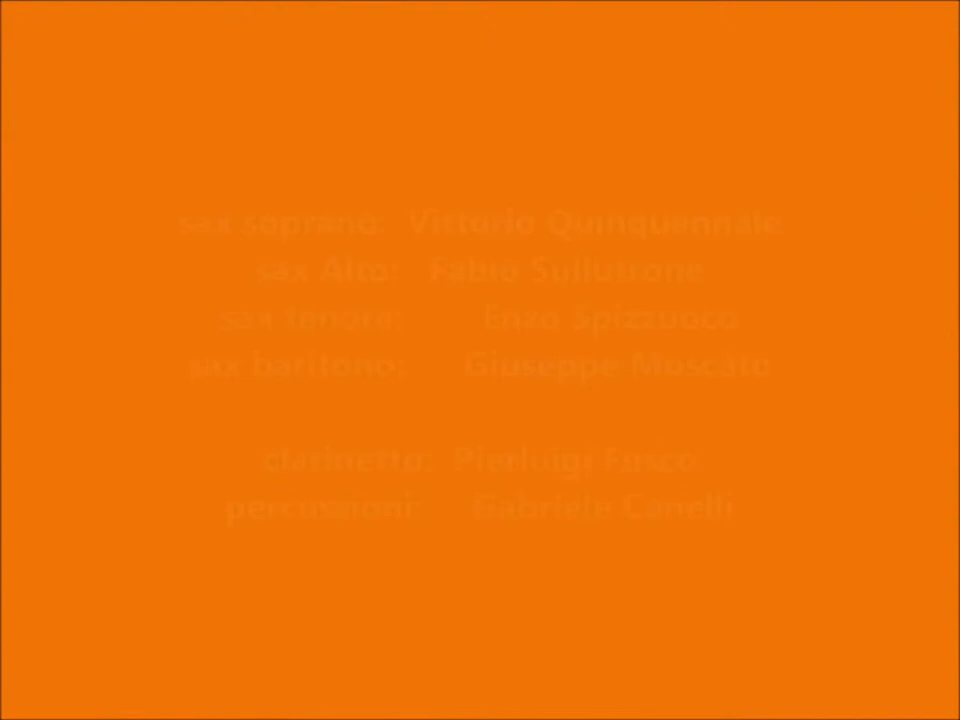 sax soprano: Vittorio Quinquennale
sax Alto: Fabio Sullutrone
sax tenore: Enzo Spizzuoco
sax baritono: Giuseppe Moscato
clarinetto: Pierluigi Fusco
percussioni: Gabriele